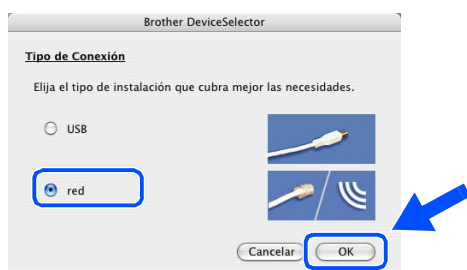 Brother DeviceSelector
Tipo de Conexión
Elija el tipo de instalación que cubra mejor las necesidades.
USB
red
Cancelar OK